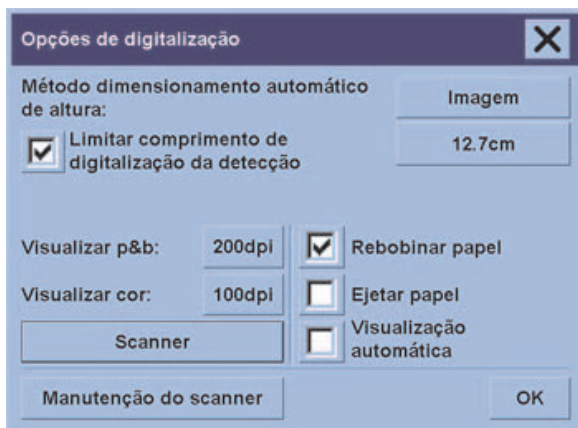 Opções de digitalização
Método dimensionamento automático
de altura:
Imagem
Limitar comprimento de
digitalização da detecção
12.7cm
Visualizar p&b:
200dpi
Rebobinar papel
Visualizar cor:
100dpi
Ejetar papel
Scanner
Visualização
automática
Manutenção do scanner
OK